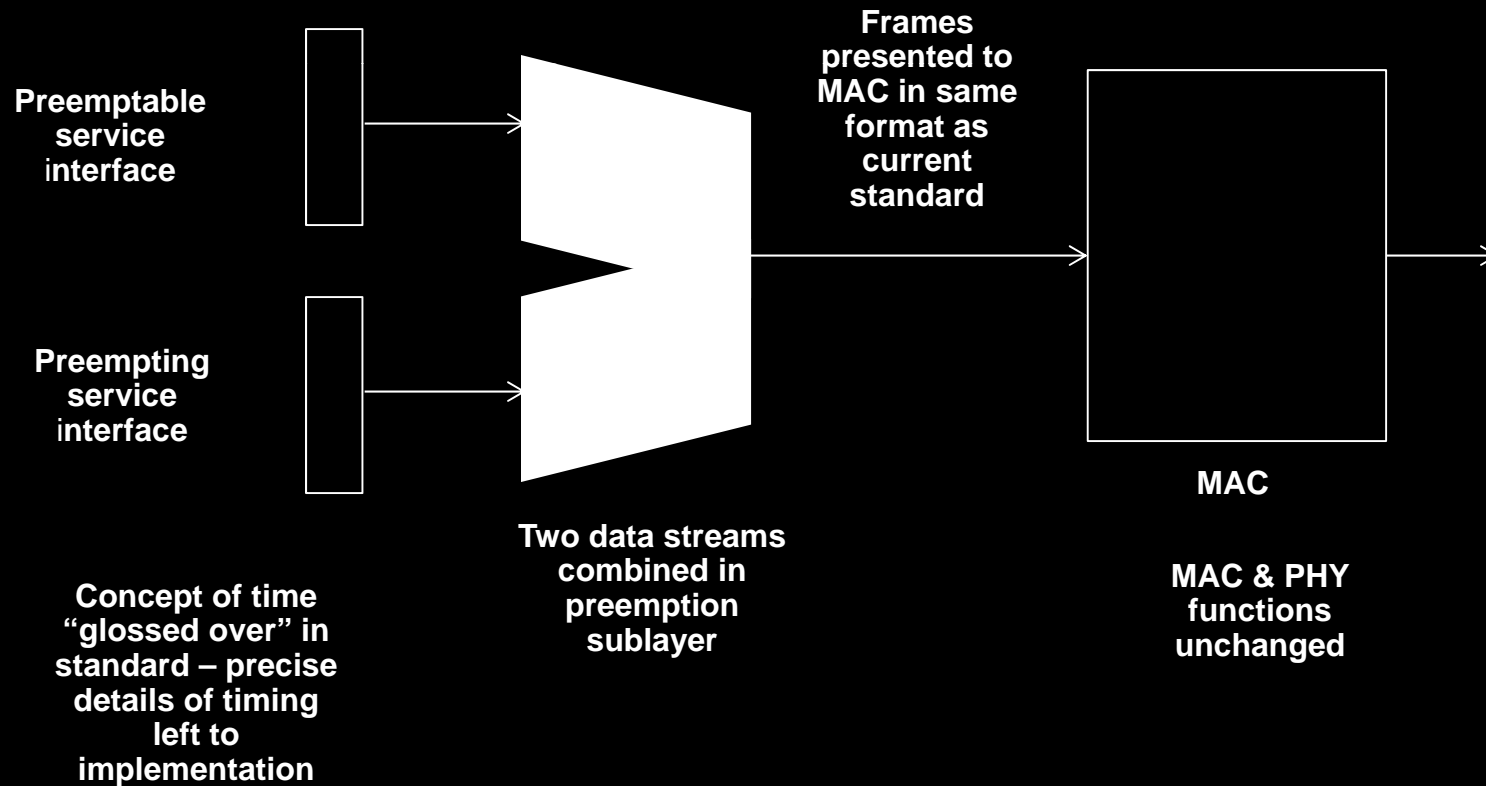 Preemptable
service
interface
Preempting
service
interface
Concept of time
“glossed over” in
standard – precise
details of timing
left to
implementation
Two data streams
combined in
preemption
sublayer
Frames
presented to
MAC in same
format as
current
standard
MAC
MAC & PHY
functions
unchanged